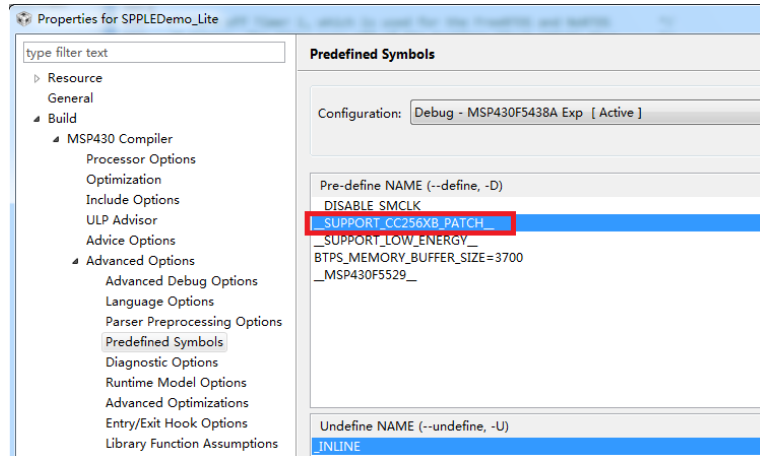 Properties for SPPLEDemo_Lite
type filter text
Resource
General
Build
MSP430 Compiler
Processor Options
Optimization
Include Options
ULP Advisor
Advice Options
Advanced Options
Advanced Debug Options
Language Options
Parser Preprocessing Options
Predefined Symbols
Diagnostic Options
Runtime Model Options
Advanced Optimizations
Entry/Exit Hook Options
Library Function Assumptions
Predefined Symbols
Configuration: Debug - MSP430F5438A Exp [ Active ]
Pre-define NAME (--define, -D)
__DISABLE_SMCLK
__SUPPORT_CC256XB_PATCH__
__SUPPORT_LOW_ENERGY__
BTPS_MEMORY_BUFFER_SIZE=3700
__MSP430F5529__
Undefine NAME (--undefine, -U)
_INLINE